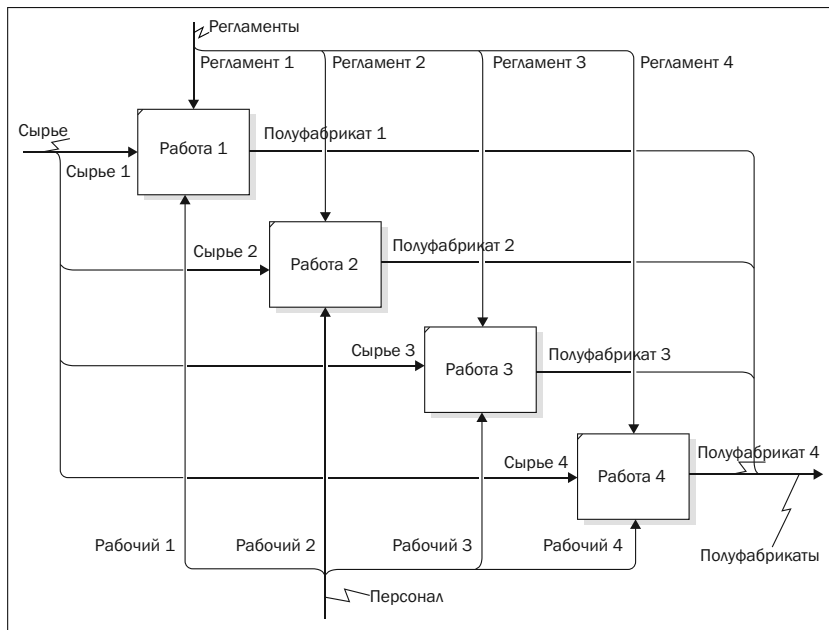 Регламенты
Регламент 1
Регламент 2
Регламент 3
Регламент 4
Сырье
Сырье 1
Работа 1
Полуфабрикат 1
Сырье 2
Работа 2
Полуфабрикат 2
Сырье 3
Работа 3
Полуфабрикат 3
Сырье 4
Работа 4
Полуфабрикат 4
Рабочий 1
Рабочий 2
Рабочий 3
Рабочий 4
Полуфабрикаты
Персонал